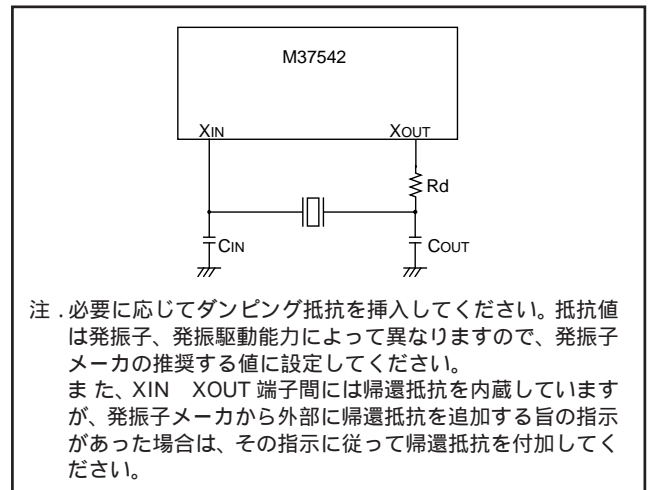 M37542
XIN XOUT
Rd
CIN COUT
注．必要に応じてダンピング抵抗を挿入してください。抵抗値
は発振子、発振駆動能力によって異なりますので、発振子
メーカの推奨する値に設定してください。
また、XIN XOUT 端子間には帰還抵抗を内蔵しています
が、発振子メーカから外部に帰還抵抗を追加する旨の指示
があった場合は、その指示に従って帰還抵抗を付加してく
ださい。